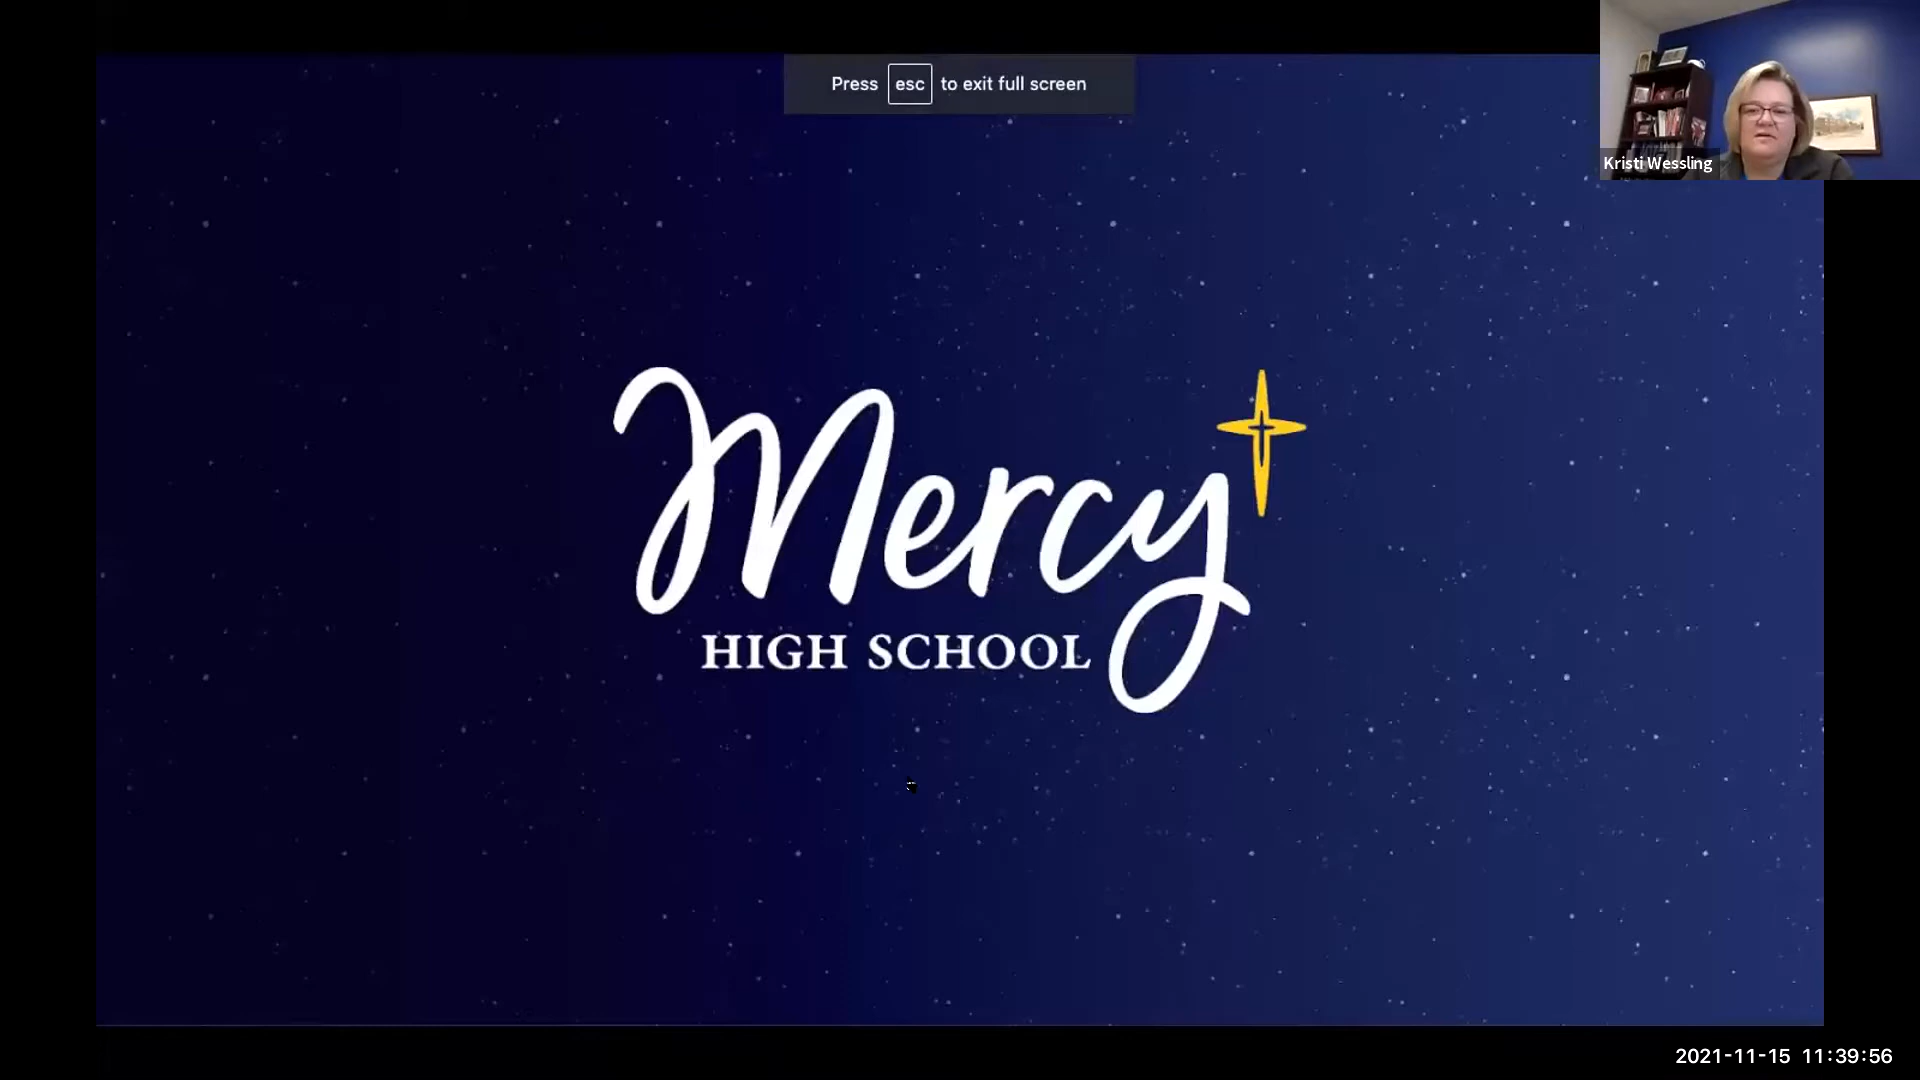 Press esc to exit full screen
Kristi Wessling
Mercy
HIGH SCHOOL
2021-11-15 11:39:56